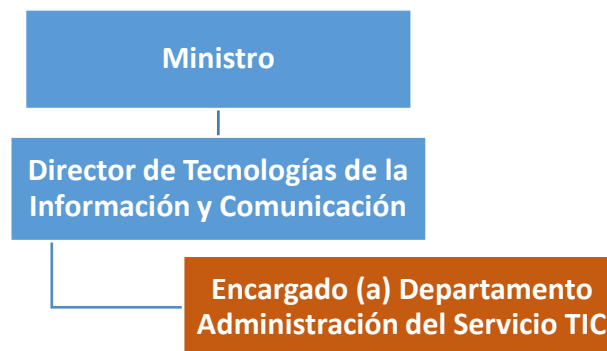 Ministro
Director de Tecnologías de la
Información y Comunicación
Encargado (a) Departamento
Administración del Servicio TIC